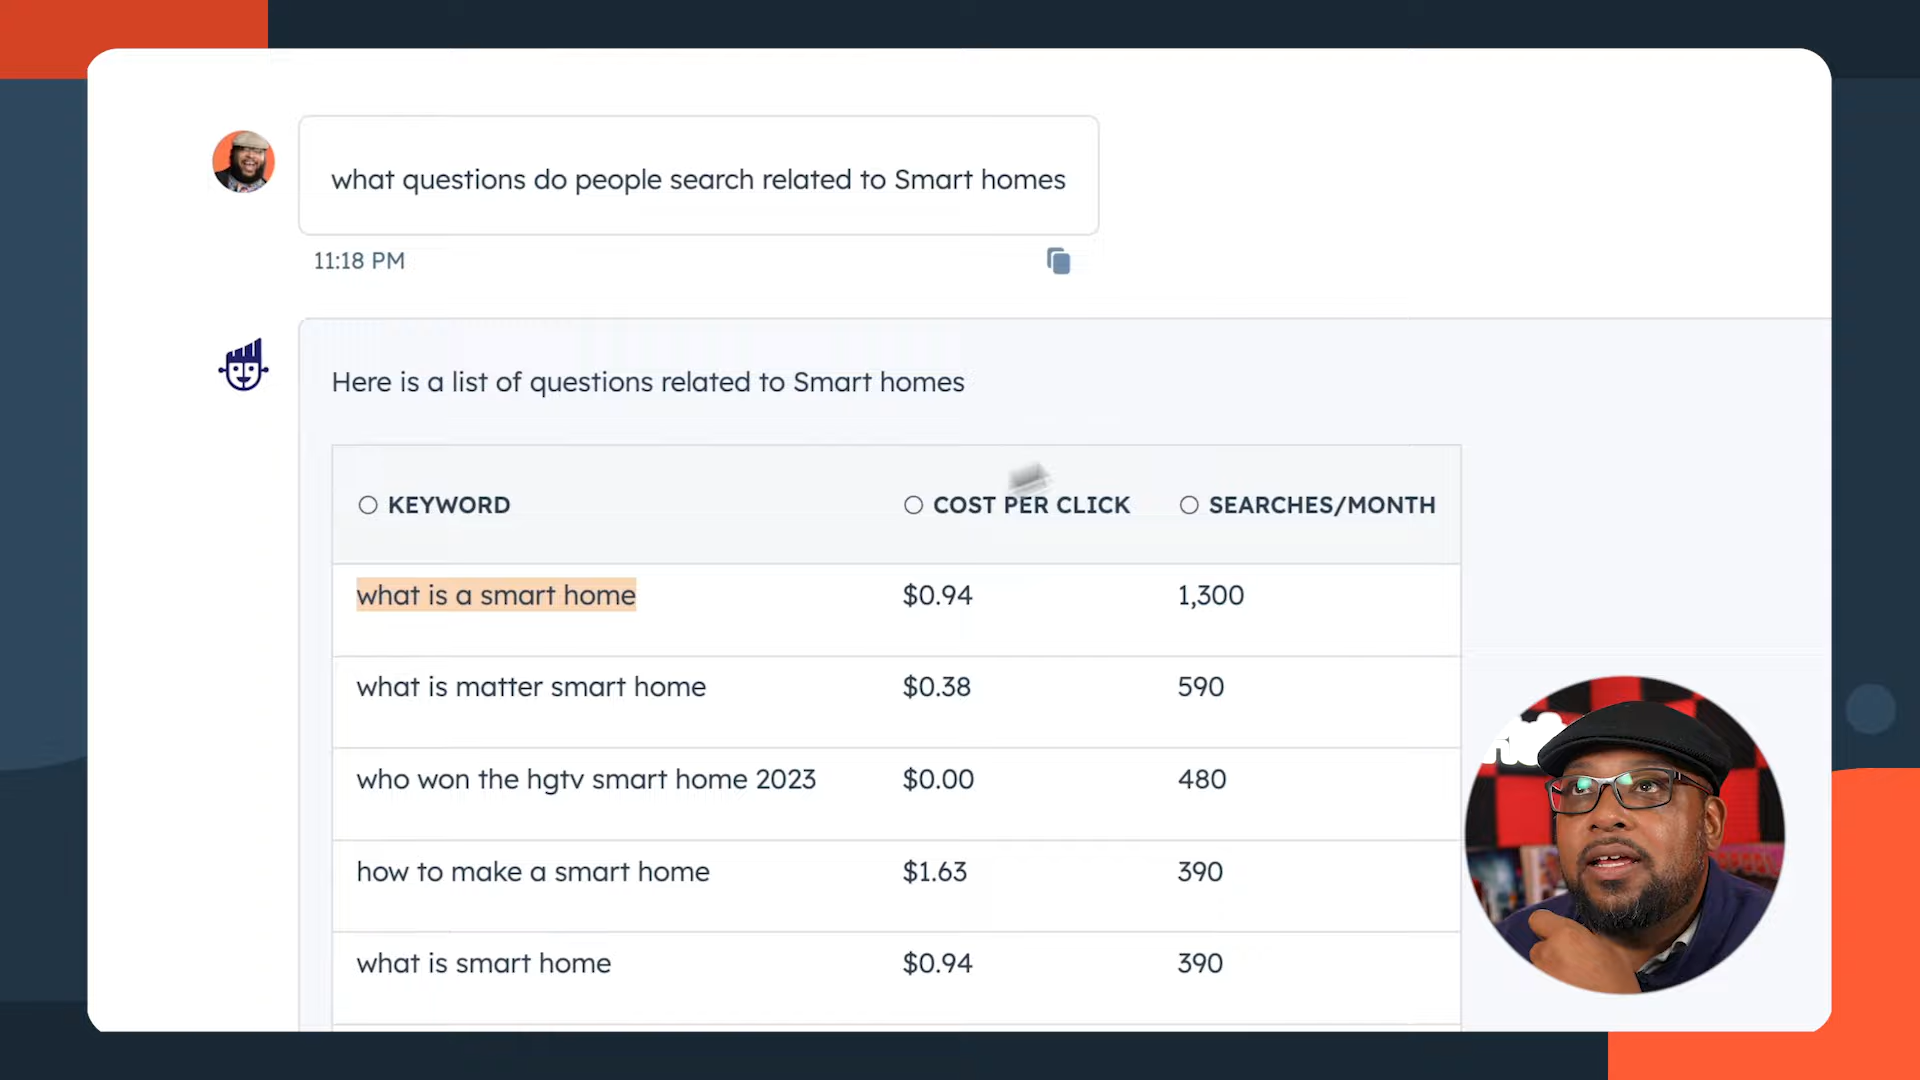 what questions do people search related to Smart homes
11:18 PM
Here is a list of questions related to Smart homes
KEYWORD COST PER CLICK SEARCHES/MONTH
what is a smart home $0.94 1,300
what is matter smart home $0.38 590
who won the hgtv smart home 2023 $0.00 480
how to make a smart home $1.63 390
what is smart home $0.94 390